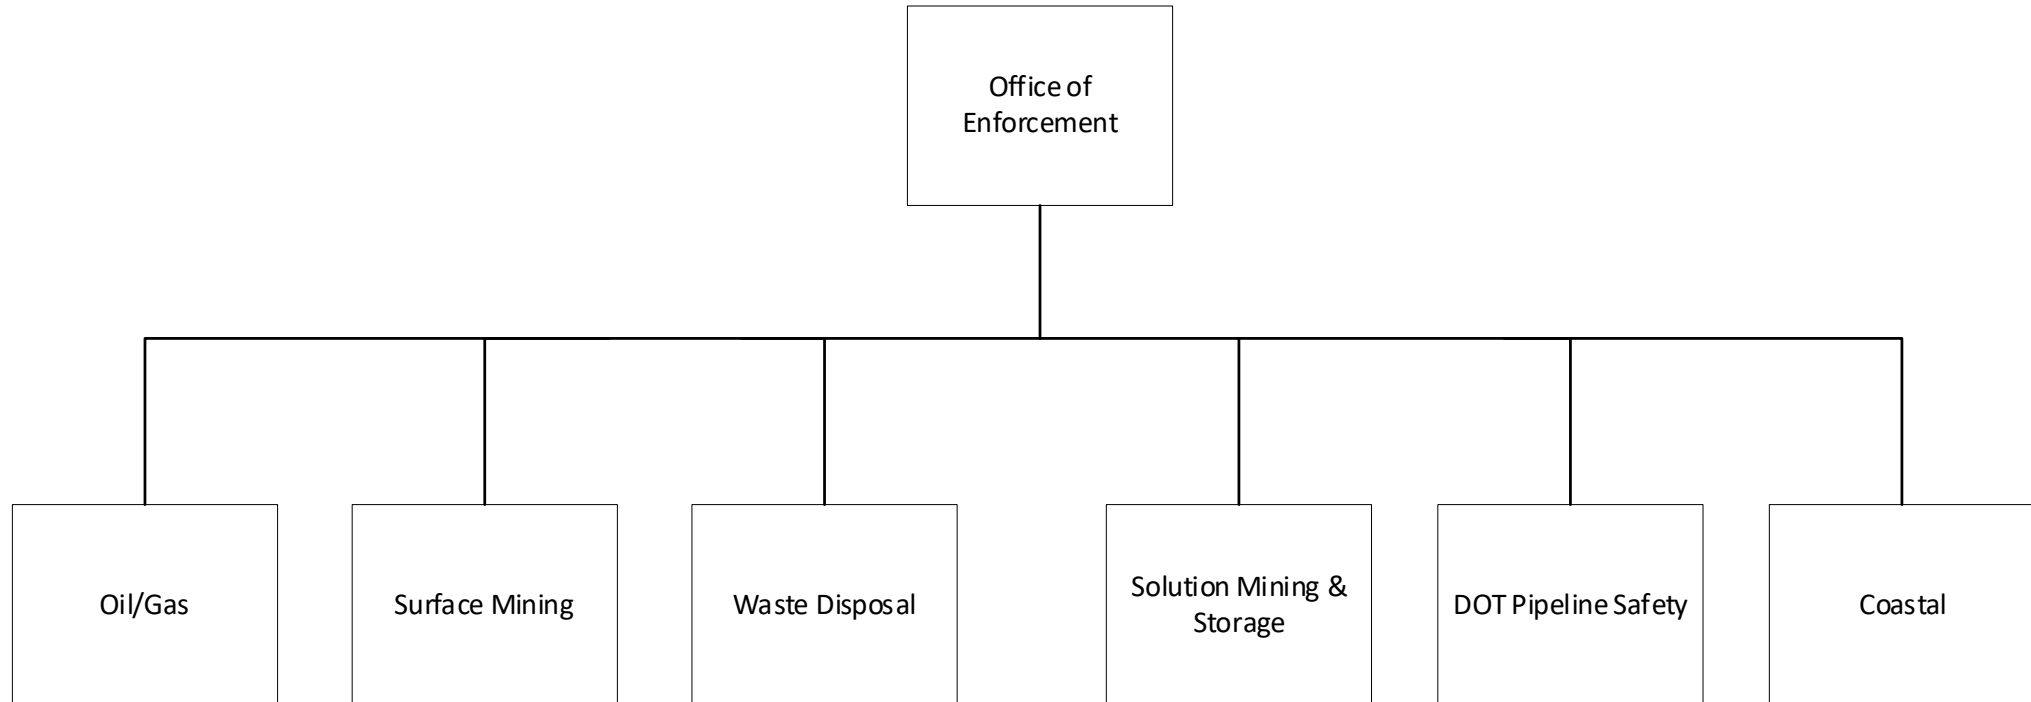 Office of
Enforcement
Oil/Gas
Surface Mining
Waste Disposal
Solution Mining &
Storage
DOT Pipeline Safety
Coastal